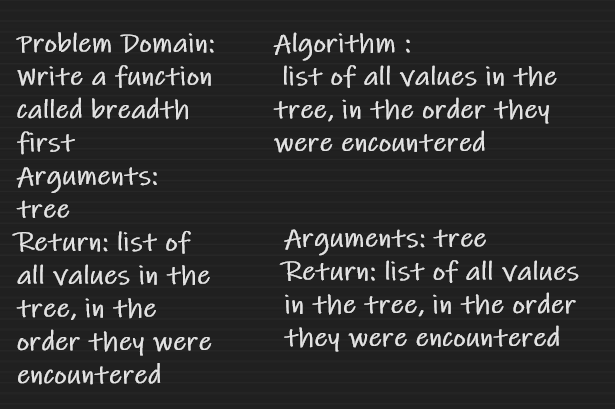 Problem Domain:
Write a function
called breadth
first
Arguments:
tree
Return: list of
all values in the
tree, in the
order they were
encountered
Algorithm :
list of all values in the
tree, in the order they
were encountered
Arguments: tree
Return: list of all values
in the tree, in the order
they were encountered